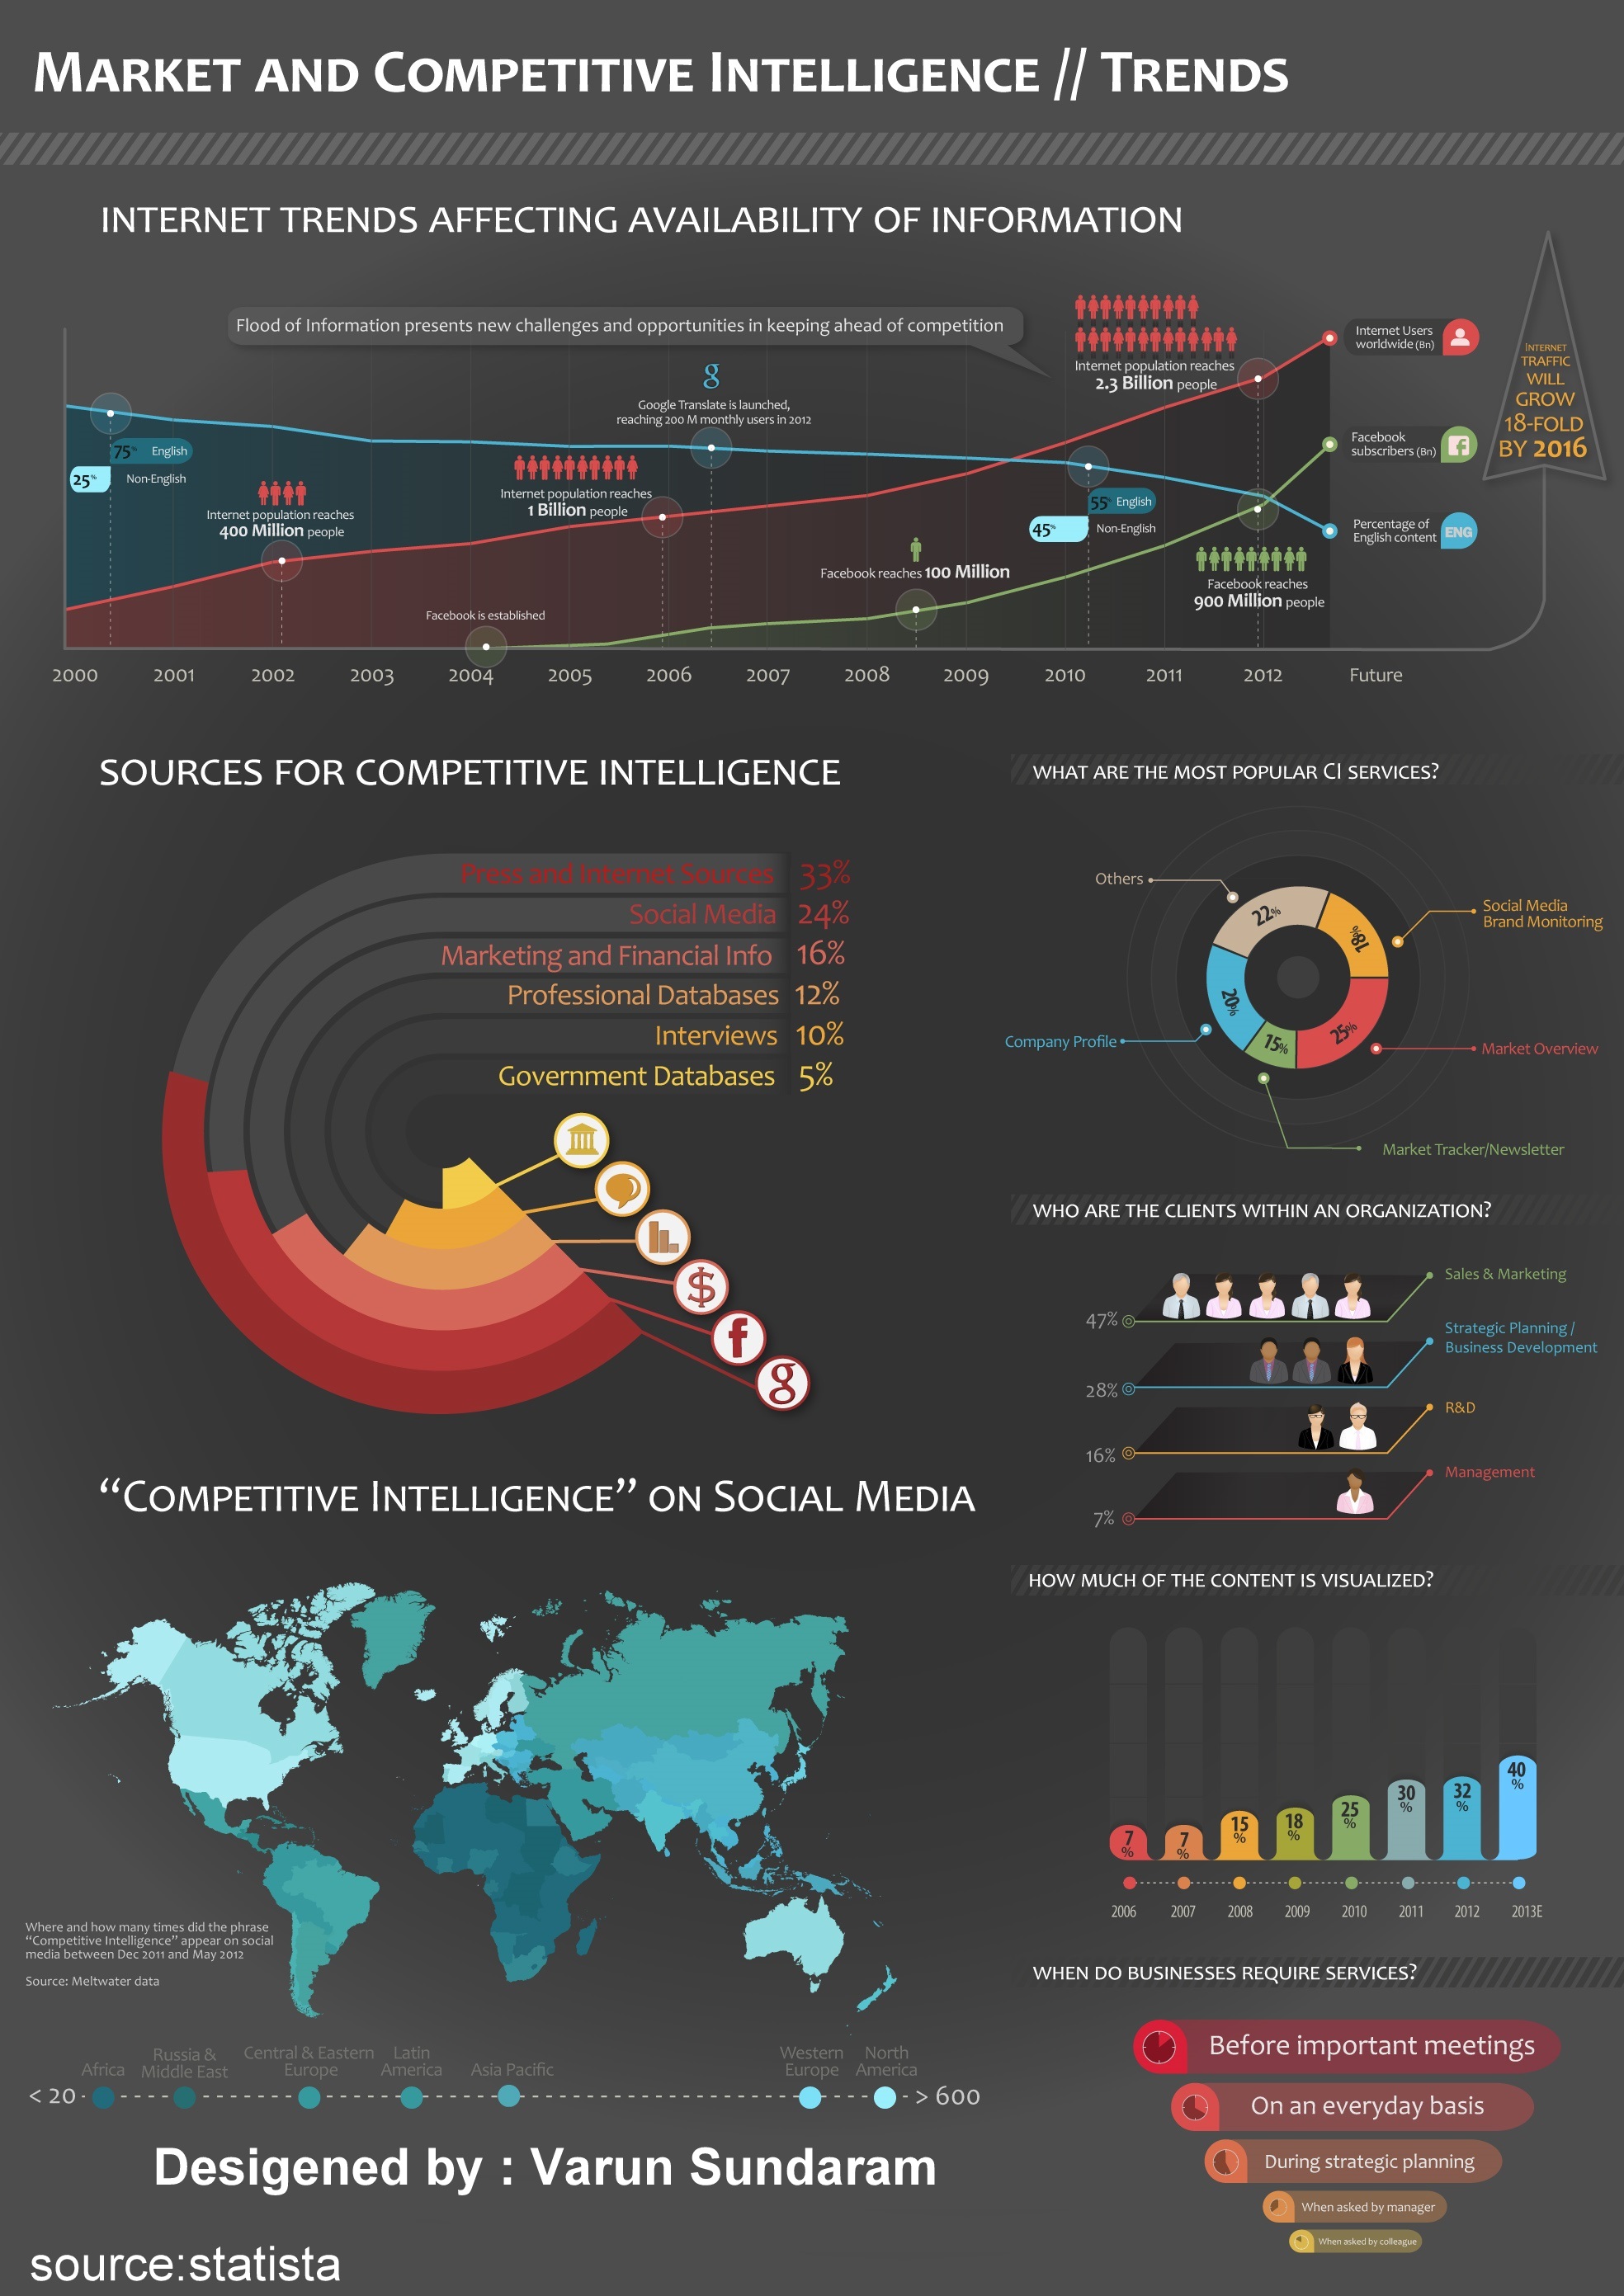 MARKET AND COMPETITIVE INTELLIGENCE // TRENDS
INTERNET TRENDS AFFECTING AVAILABILITY OF INFORMATION
Flood of Information presents new challenges and opportunities in keeping ahead of competition
75% English
25% Non-English
Internet population reaches
400 Million people
Facebook is established
Internet population reaches
1 Billion people
g
Google Translate is launched,
reaching 200 M monthly users in 2012
Facebook reaches 100 Million
Internet population reaches
2.3 Billion people
55% English
45% Non-English
Facebook reaches
900 Million people
Internet Users
worldwide (Bn)
Facebook
subscribers (Bn)
f
Percentage of
English content
ENG
INTERNET
TRAFFIC
WILL
GROW
18-FOLD
BY 2016
2000 2001 2002 2003 2004 2005 2006 2007 2008 2009 2010 2011 2012 Future
SOURCES FOR COMPETITIVE INTELLIGENCE
Press and Internet Sources 33%
Social Media 24%
Marketing and Financial Info 16%
Professional Databases 12%
Interviews 10%
Government Databases 5%
$
f
g
WHAT ARE THE MOST POPULAR CI SERVICES?
Others
22%
18%
Social Media
Brand Monitoring
20%
Company Profile
15%
25%
Market Overview
Market Tracker/Newsletter
WHO ARE THE CLIENTS WITHIN AN ORGANIZATION?
Sales & Marketing
47%
Strategic Planning /
Business Development
28%
R&D
16%
Management
7%
"COMPETITIVE INTELLIGENCE" ON SOCIAL MEDIA
Where and how many times did the phrase
"Competitive Intelligence" appear on social
media between Dec 2011 and May 2012
Source: Meltwater data
Africa
Russia &
Middle East
Central & Eastern
Europe
Latin
America
Asia Pacific
Western
Europe
North
America
< 20
> 600
HOW MUCH OF THE CONTENT IS VISUALIZED?
7% 7% 15% 18% 25% 30% 32% 40%
2006 2007 2008 2009 2010 2011 2012 2013E
WHEN DO BUSINESSES REQUIRE SERVICES?
Before important meetings
On an everyday basis
During strategic planning
When asked by manager
When asked by colleague
Desigened by : Varun Sundaram
source:statista